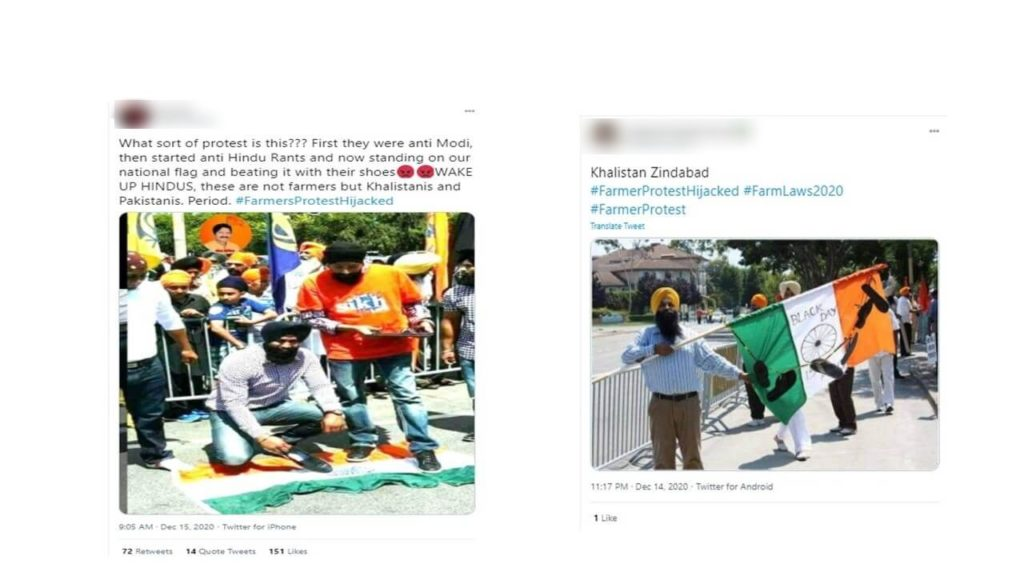 What sort of protest is this??? First they were anti Modi,
then started anti Hindu Rants and now standing on our
national flag and beating it with their shoes😡 😡WAKE
UP HINDUS, these are not farmers but Khalistanis and
Pakistanis. Period. #FarmersProtestHijacked
9:05 AM · Dec 15, 2020 · Twitter for iPhone
72 Retweets 14 Quote Tweets 151 Likes
Khalistan Zindabad
#FarmerProtestHijacked #FarmLaws2020
#FarmerProtest
Translate Tweet
BLACK
DAY
11:17 PM · Dec 14, 2020 · Twitter for Android
1 Like